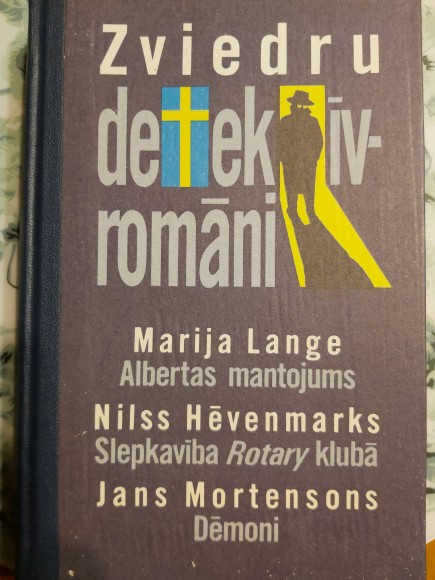 Zviedru
detektīv-
romāni
Marija Lange
Albertas mantojums
Nilss Hēvenmarks
Slepkavība Rotary klubā
Jans Mortensons
Dēmoni